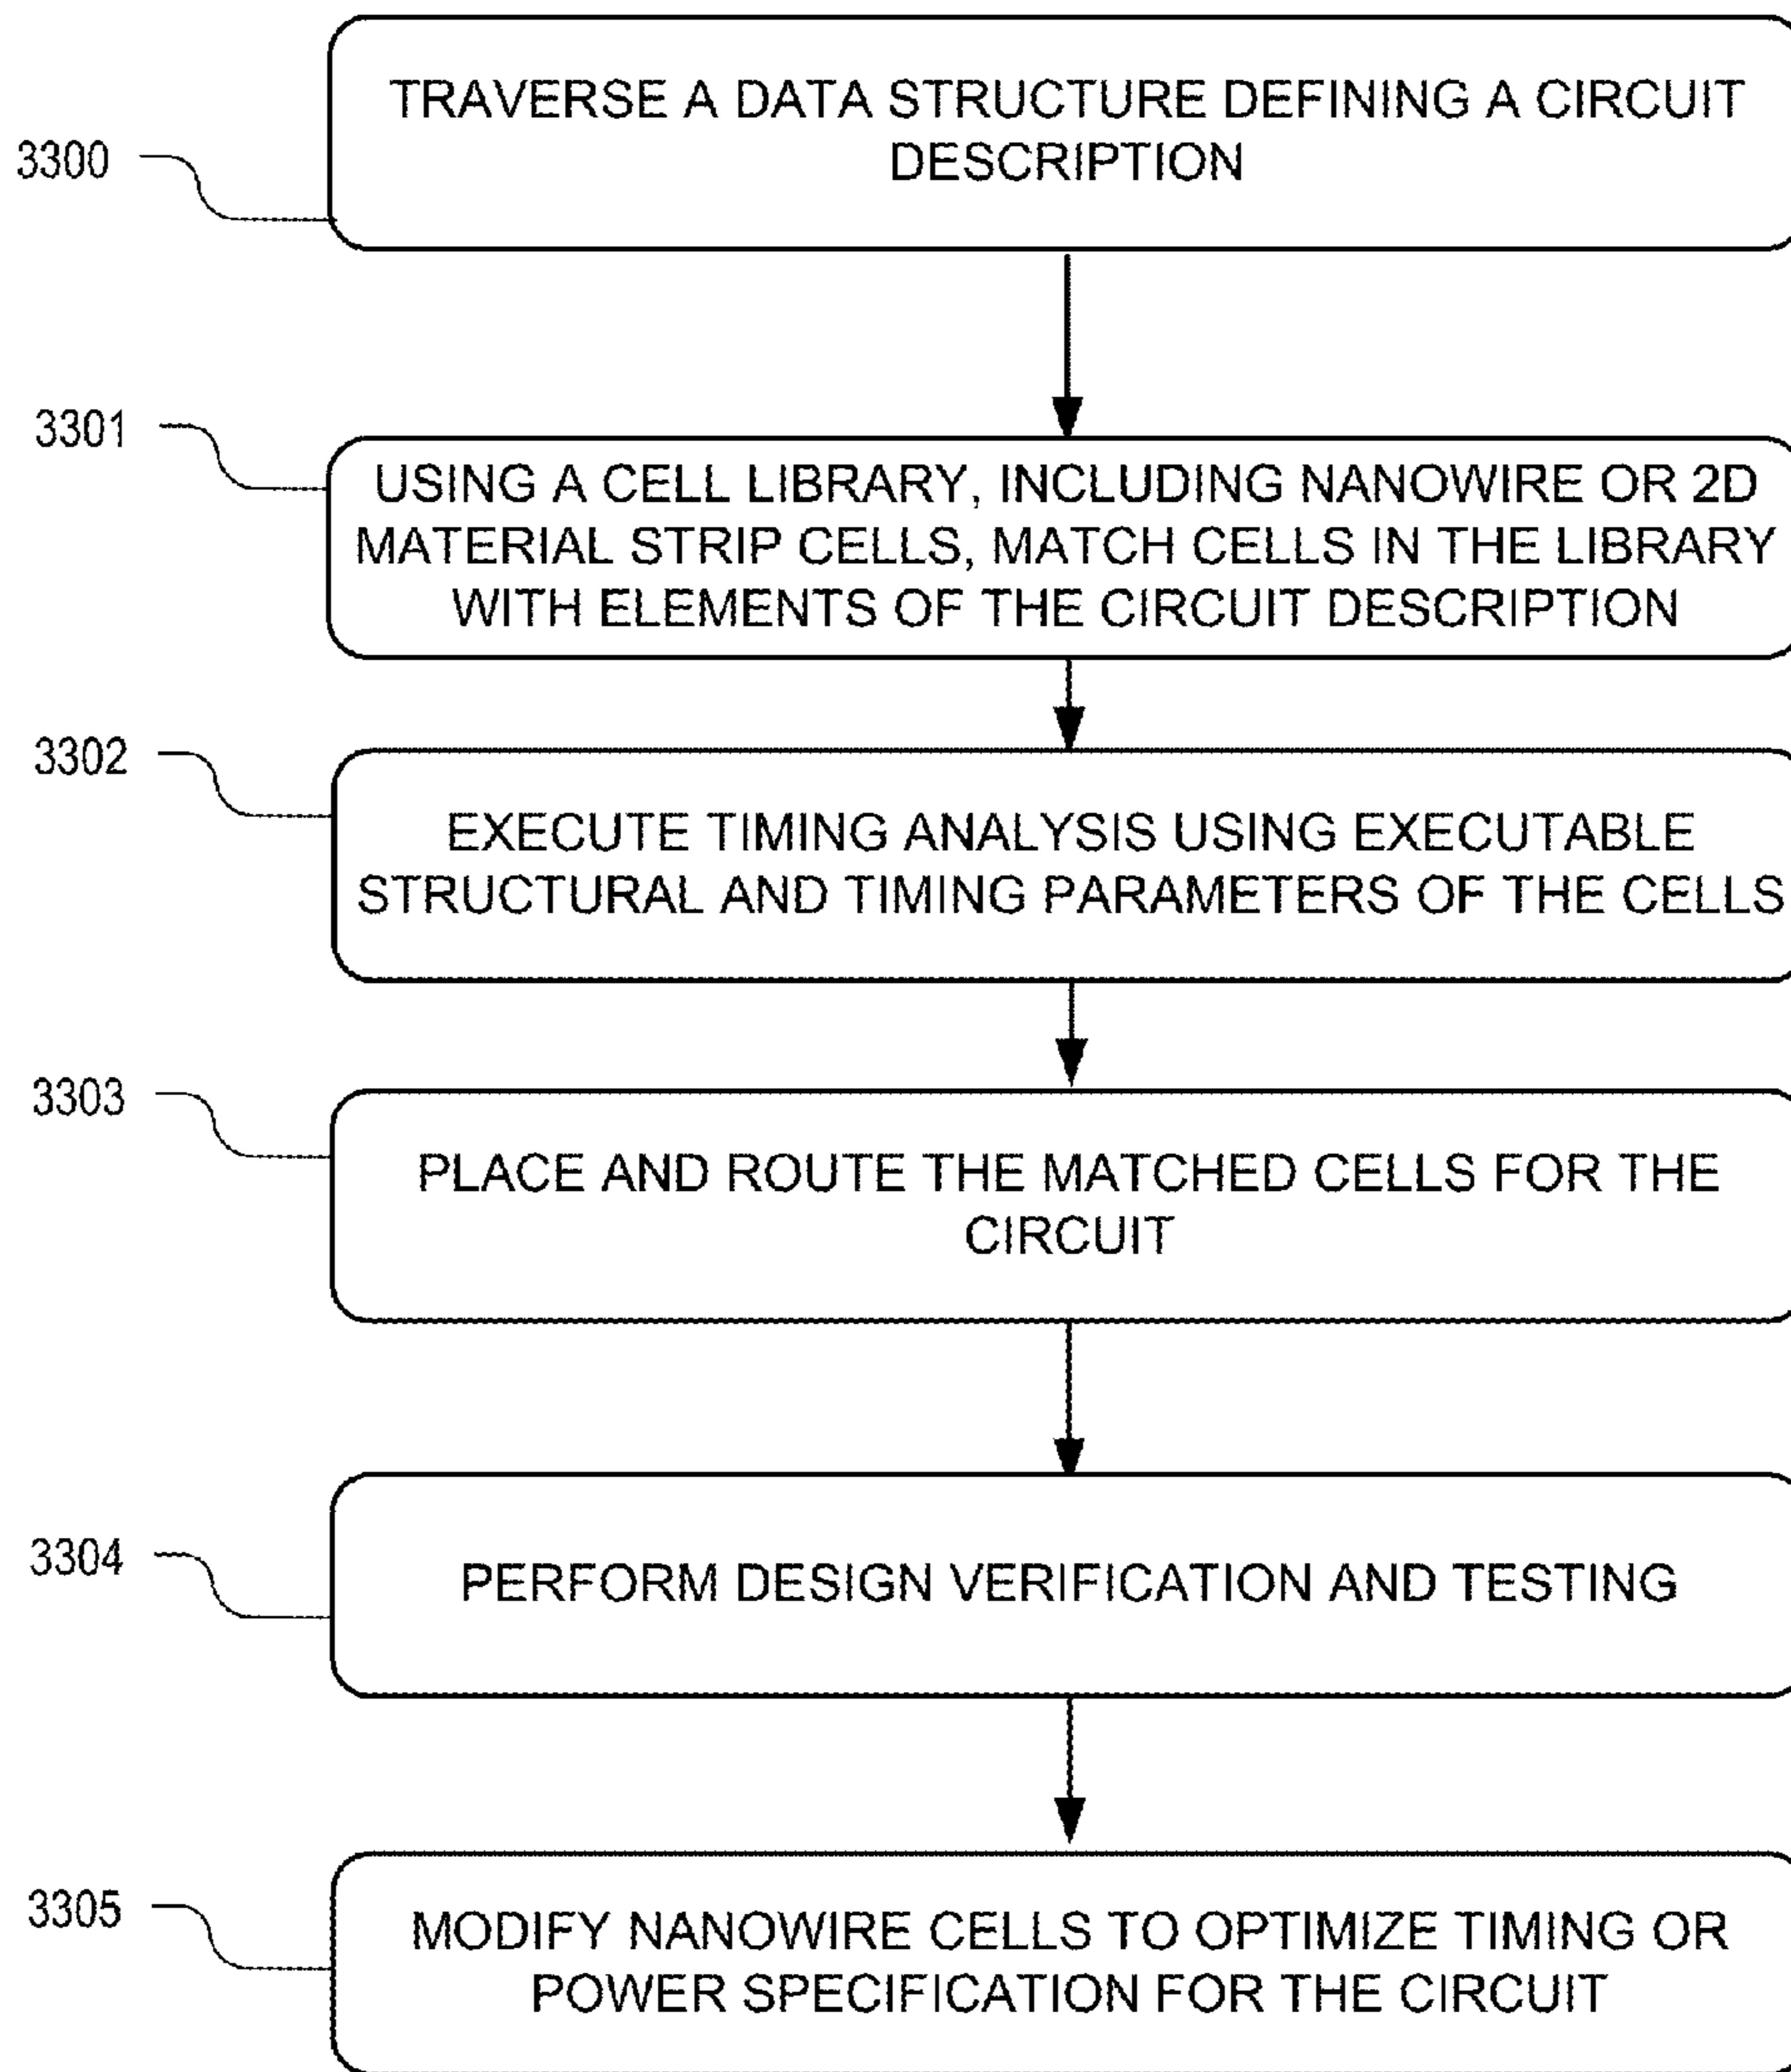 TRAVERSE A DATA STRUCTURE DEFINING A CIRCUIT
DESCRIPTION
3300
3301
USING A CELL LIBRARY, INCLUDING NANOWIRE OR 2D
MATERIAL STRIP CELLS, MATCH CELLS IN THE LIBRARY
WITH ELEMENTS OF THE CIRCUIT DESCRIPTION
3302
EXECUTE TIMING ANALYSIS USING EXECUTABLE
STRUCTURAL AND TIMING PARAMETERS OF THE CELLS
3303
PLACE AND ROUTE THE MATCHED CELLS FOR THE
CIRCUIT
3304
PERFORM DESIGN VERIFICATION AND TESTING
3305
MODIFY NANOWIRE CELLS TO OPTIMIZE TIMING OR
POWER SPECIFICATION FOR THE CIRCUIT